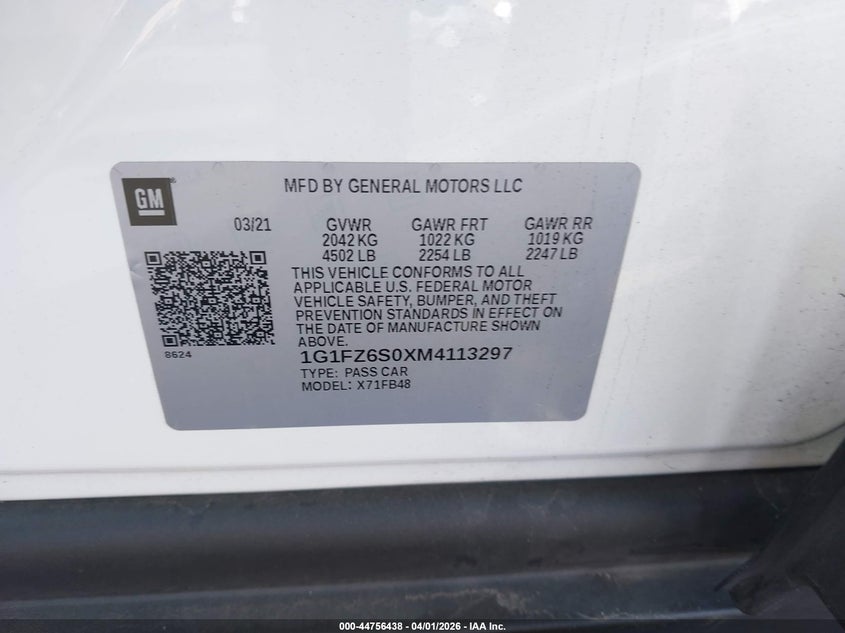 GM
MFD BY GENERAL MOTORS LLC
03/21 GVWR GAWR FRT GAWR RR
2042 KG 1022 KG 1019 KG
4502 LB 2254 LB 2247 LB
THIS VEHICLE CONFORMS TO ALL
APPLICABLE U.S. FEDERAL MOTOR
VEHICLE SAFETY, BUMPER, AND THEFT
PREVENTION STANDARDS IN EFFECT ON
THE DATE OF MANUFACTURE SHOWN
ABOVE.
8624
1G1FZ6S0XM4113297
TYPE: PASS CAR
MODEL: X71FB48
000-44756438 - 04/01/2026 - IAA Inc.